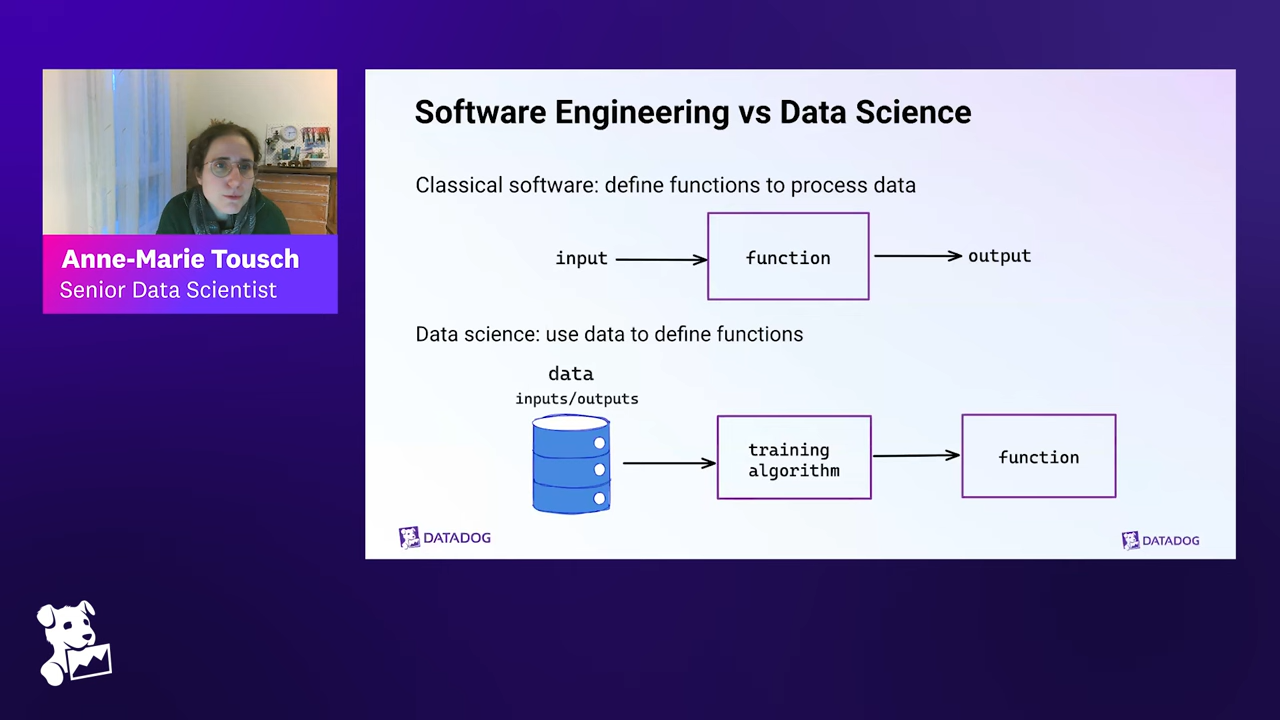 Anne-Marie Tousch
Senior Data Scientist
Software Engineering vs Data Science
Classical software: define functions to process data
input
function
output
Data science: use data to define functions
data
inputs/outputs
training
algorithm
function
DATADOG
DATADOG